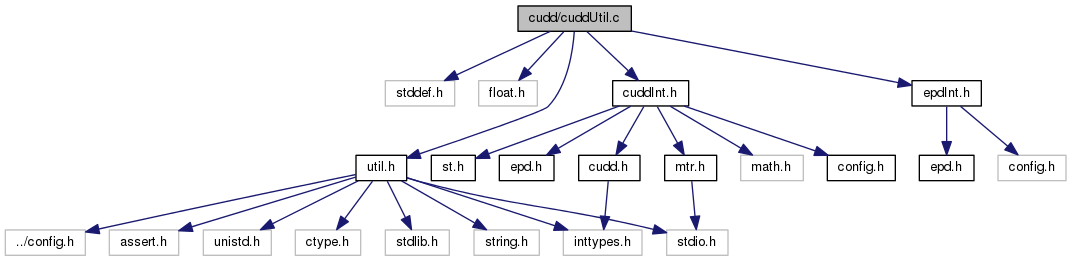 cudd/cuddUtil.c
stddef.h
float.h
cuddInt.h
epdInt.h
util.h
st.h
epd.h
cudd.h
mtr.h
math.h
config.h
epd.h
config.h
../config.h
assert.h
unistd.h
ctype.h
stdlib.h
string.h
inttypes.h
stdio.h